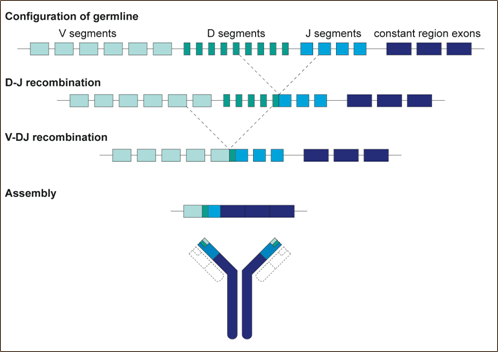 Configuration of germline
V segments D segments J segments constant region exons
D-J recombination
V-DJ recombination
Assembly